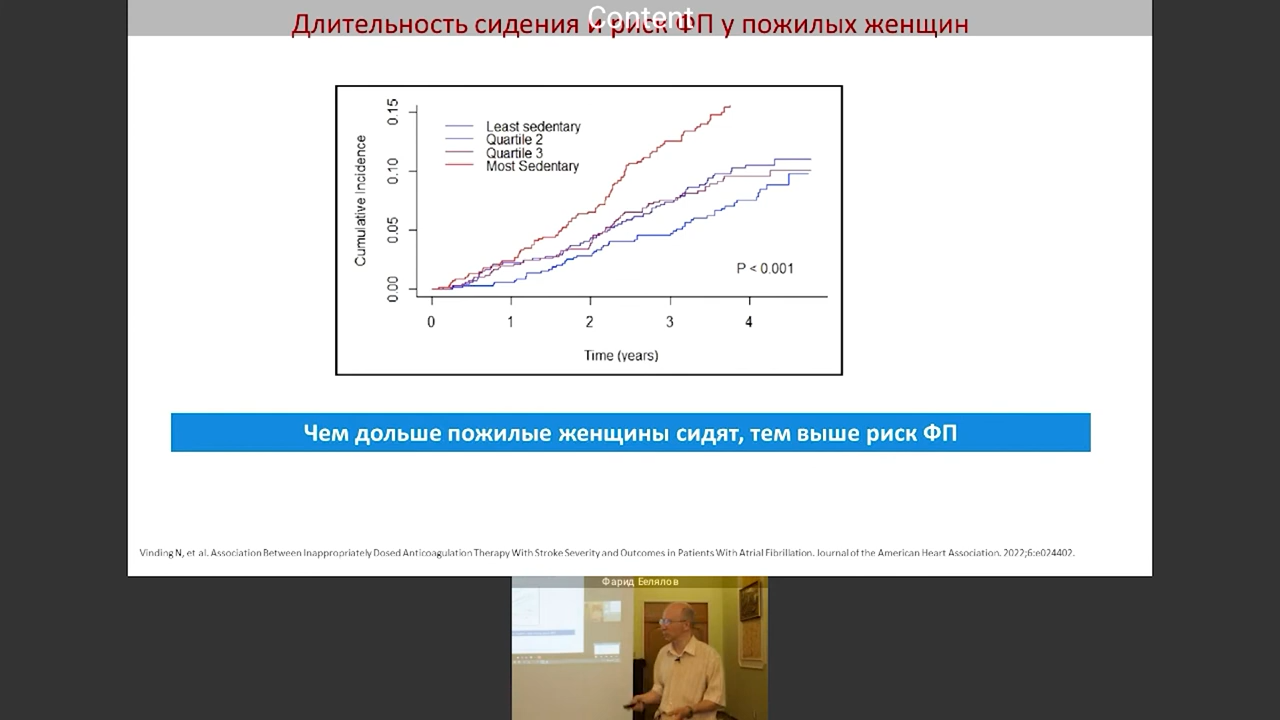 Content
Длительность сидения и риск ФП у пожилых женщин
0.15
0.10
0.05
0.00
Cumulative Incidence
Least sedentary
Quartile 2
Quartile 3
Most Sedentary
P < 0.001
0 1 2 3 4
Time (years)
Чем дольше пожилые женщины сидят, тем выше риск ФП
Vinding N, et al. Association Between Inappropriately Dosed Anticoagulation Therapy With Stroke Severity and Outcomes in Patients With Atrial Fibrillation. Journal of the American Heart Association. 2022;6:e024402.
Фарид Белялов